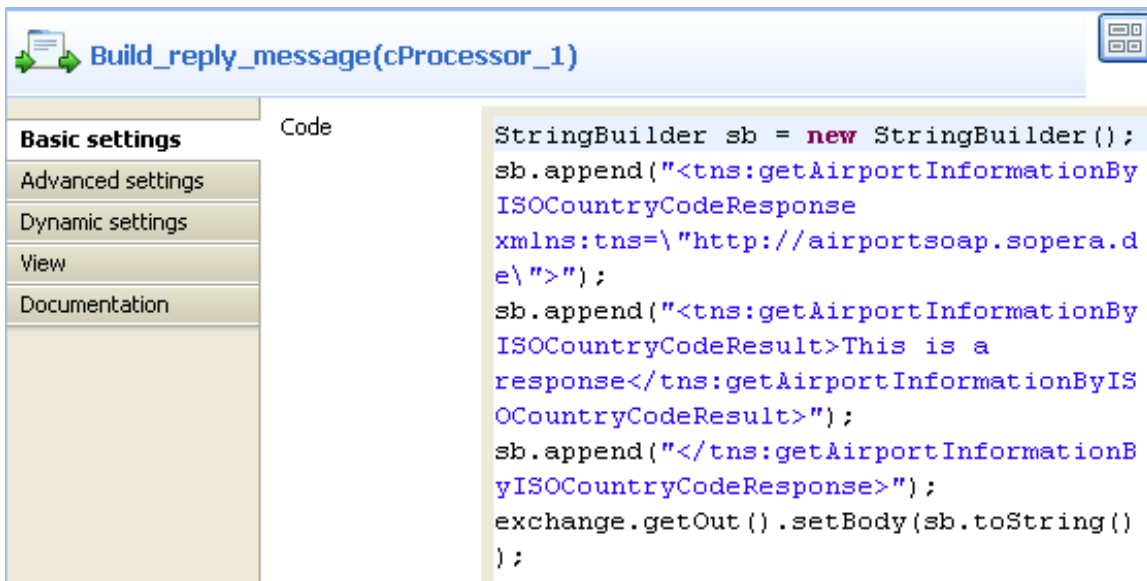 Build_reply_message(cProcessor_1)
Basic settings
Advanced settings
Dynamic settings
View
Documentation
Code
StringBuilder sb = new StringBuilder();
sb.append("<tns:getAirportInformationBy
ISOCountryCodeResponse
xmlns:tns=\"http://airportsoap.sopera.d
e\">");
sb.append("<tns:getAirportInformationBy
ISOCountryCodeResult>This is a
response</tns:getAirportInformationByIS
OCountryCodeResult>");
sb.append("</tns:getAirportInformationB
yISOCountryCodeResponse>");
exchange.getOut().setBody(sb.toString()
);